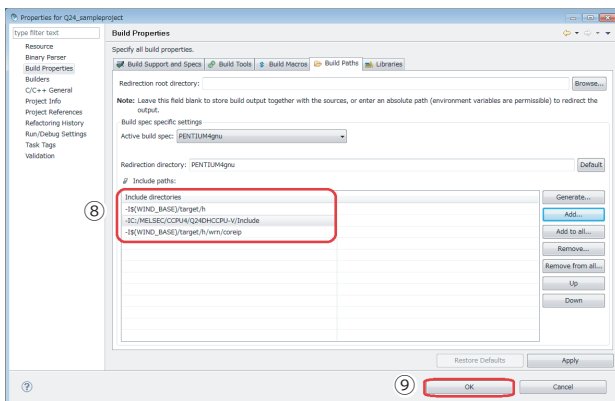 Properties for Q24_sampleproject
type filter text
Resource
Binary Parser
Build Properties
Builders
C/C++ General
Project Info
Project References
Refactoring History
Run/Debug Settings
Task Tags
Validation
Build Properties
Specify all build properties.
Build Support and Specs Build Tools Build Macros Build Paths Libraries
Redirection root directory: Browse...
Note: Leave this field blank to store build output together with the sources, or enter an absolute path (environment variables are permissible) to redirect the
output.
Build spec specific settings
Active build spec: PENTIUM4gnu
Redirection directory: PENTIUM4gnu Default
Include paths:
Include directories
-I$(WIND_BASE)/target/h
-IC:/MELSEC/CCPU4/Q24DHCCPU-V/Include
-I$(WIND_BASE)/target/h/wrn/coreip
Generate...
Add...
Add to all...
Remove...
Remove from all...
Up
Down
⑧
Restore Defaults Apply
⑨ OK Cancel